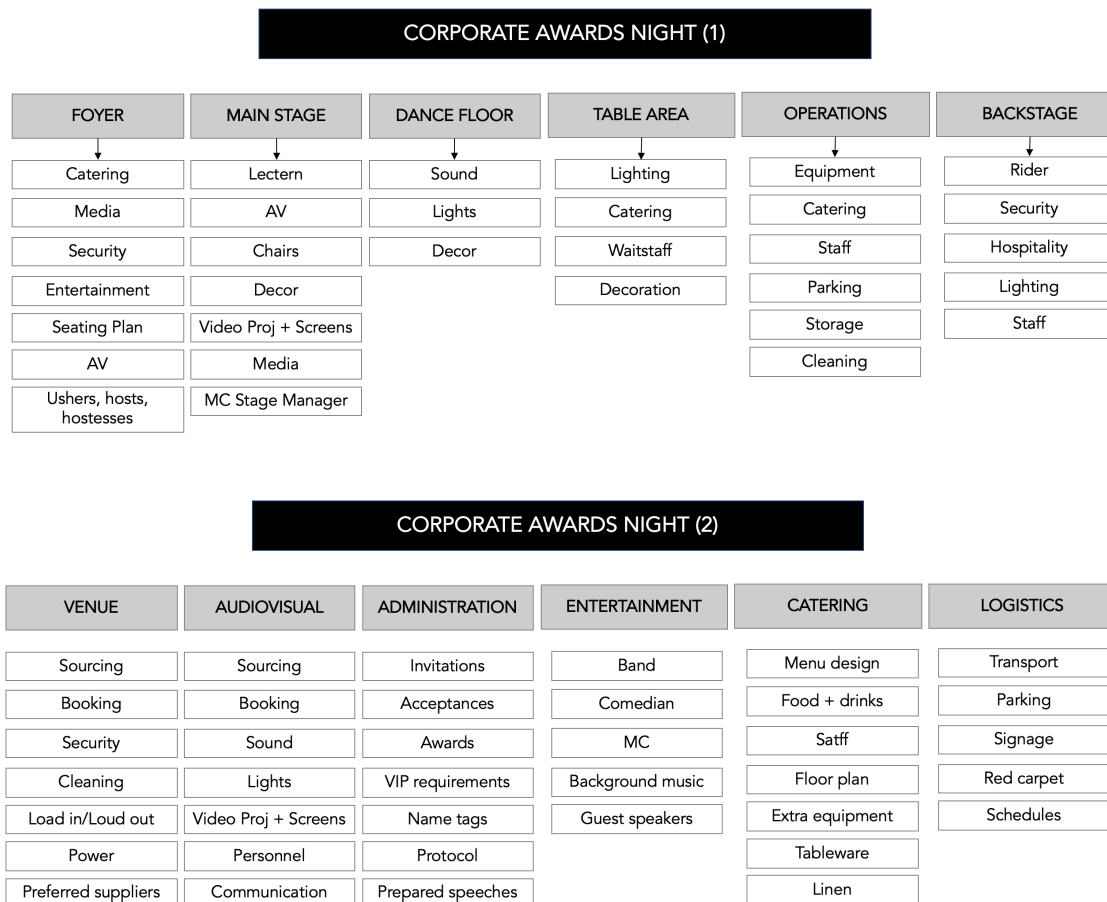 CORPORATE AWARDS NIGHT (1)
FOYER
Catering
Media
Security
Entertainment
Seating Plan
AV
Ushers, hosts,
hostesses
MAIN STAGE
Lectern
AV
Chairs
Decor
Video Proj + Screens
Media
MC Stage Manager
DANCE FLOOR
Sound
Lights
Decor
TABLE AREA
Lighting
Catering
Waitstaff
Decoration
OPERATIONS
Equipment
Catering
Staff
Parking
Storage
Cleaning
BACKSTAGE
Rider
Security
Hospitality
Lighting
Staff
CORPORATE AWARDS NIGHT (2)
VENUE
Sourcing
Booking
Security
Cleaning
Load in/Loud out
Power
Preferred suppliers
AUDIOVISUAL
Sourcing
Booking
Sound
Lights
Video Proj + Screens
Personnel
Communication
ADMINISTRATION
Invitations
Acceptances
Awards
VIP requirements
Name tags
Protocol
Prepared speeches
ENTERTAINMENT
Band
Comedian
MC
Background music
Guest speakers
CATERING
Menu design
Food + drinks
Satff
Floor plan
Extra equipment
Tableware
Linen
LOGISTICS
Transport
Parking
Signage
Red carpet
Schedules